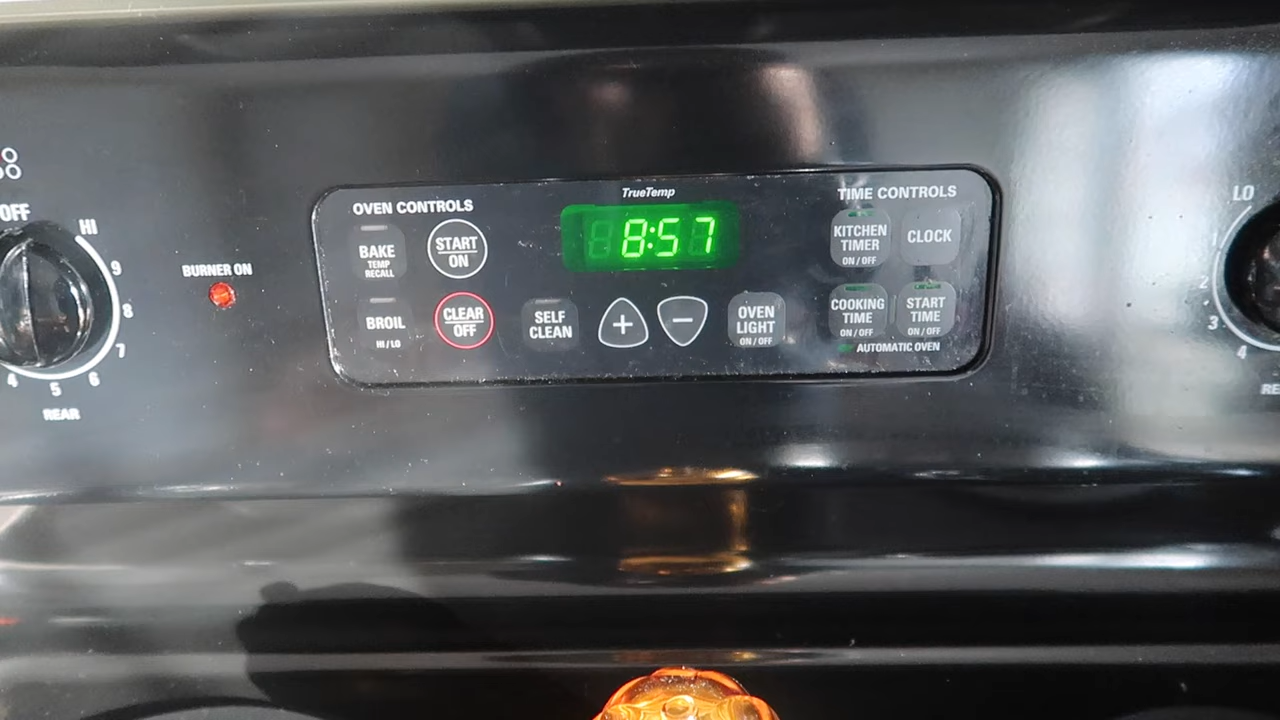 OFF
HI
9
8
7
6
5
4
REAR
BURNER ON
OVEN CONTROLS
BAKE
TEMP
RECALL
START
ON
BROIL
HI / LO
CLEAR
OFF
SELF
CLEAN
TrueTemp
8:57
+
−
OVEN
LIGHT
ON / OFF
TIME CONTROLS
KITCHEN
TIMER
ON / OFF
CLOCK
COOKING
TIME
ON / OFF
START
TIME
ON / OFF
AUTOMATIC OVEN
LO
2
3
4